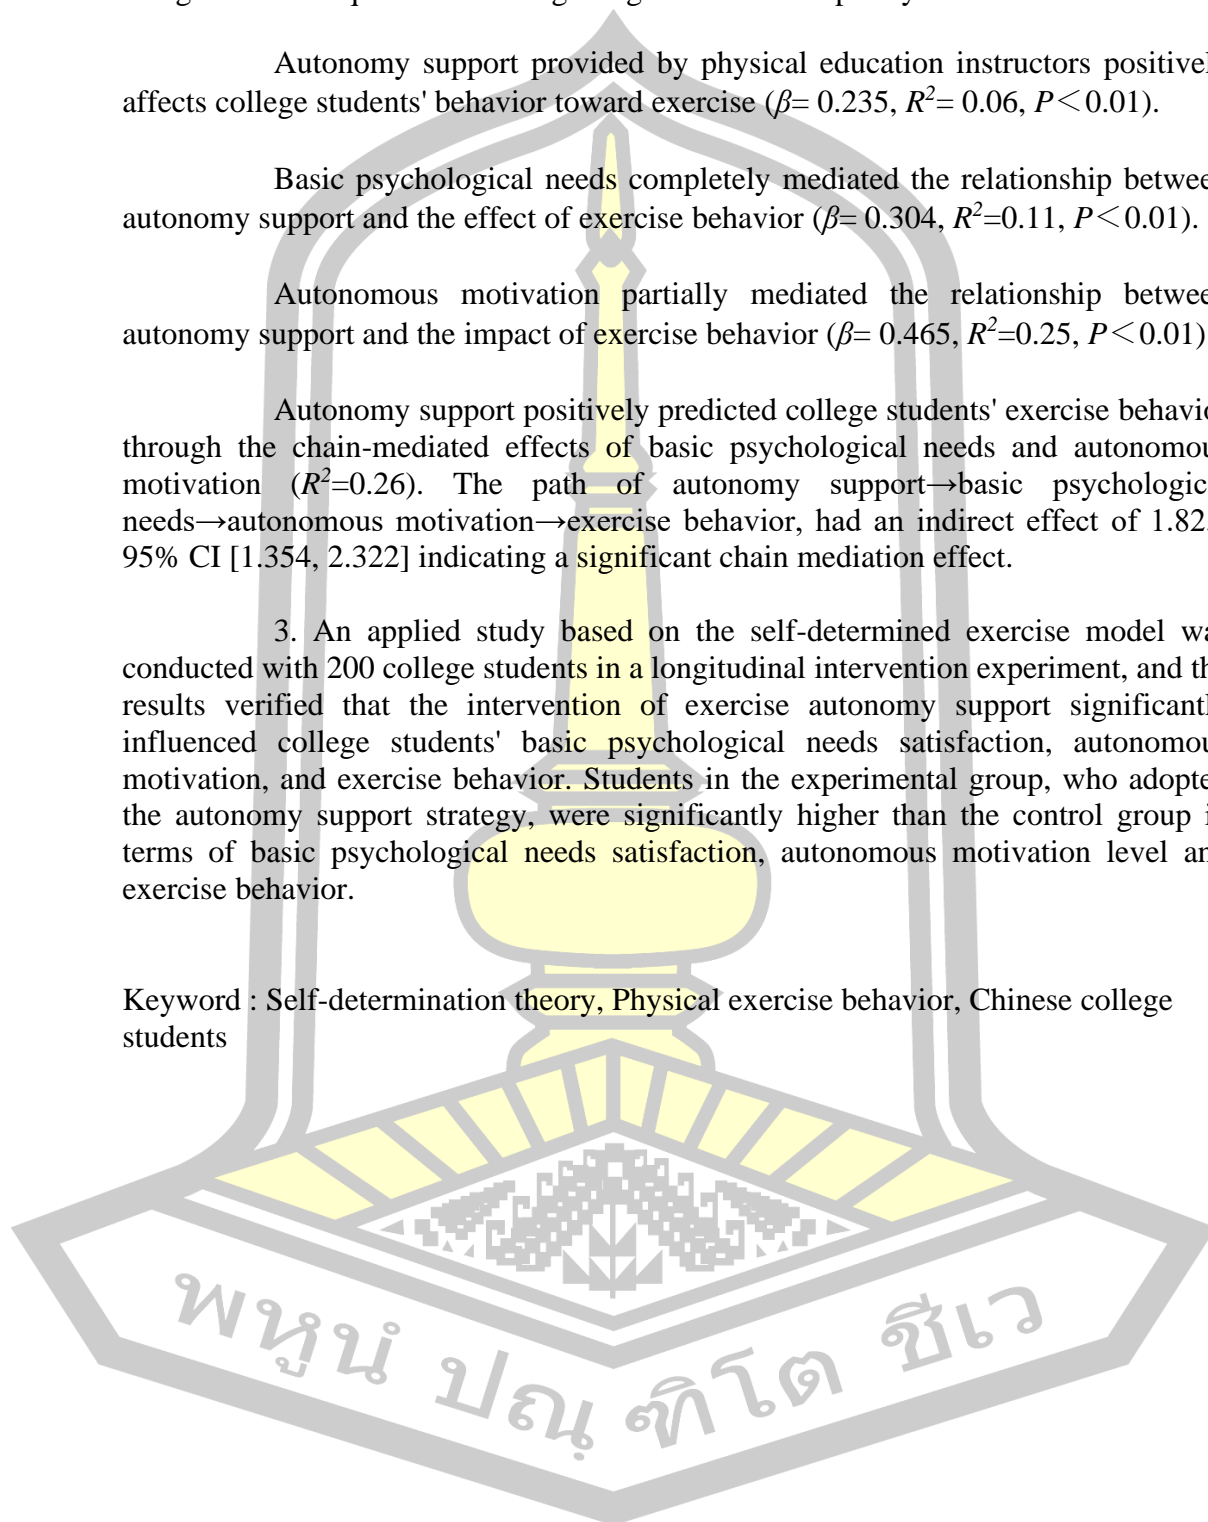 Autonomy support provided by physical education instructors positivel
affects college students' behavior toward exercise (β= 0.235, R²= 0.06, P＜0.01).
Basic psychological needs completely mediated the relationship betwee
autonomy support and the effect of exercise behavior (β= 0.304, R²=0.11, P＜0.01).
Autonomous motivation partially mediated the relationship betwee
autonomy support and the impact of exercise behavior (β= 0.465, R²=0.25, P＜0.01)
Autonomy support positively predicted college students' exercise behavio
through the chain-mediated effects of basic psychological needs and autonomou
motivation (R²=0.26). The path of autonomy support→basic psychologic
needs→autonomous motivation→exercise behavior, had an indirect effect of 1.82
95% CI [1.354, 2.322] indicating a significant chain mediation effect.
3. An applied study based on the self-determined exercise model wa
conducted with 200 college students in a longitudinal intervention experiment, and th
results verified that the intervention of exercise autonomy support significantl
influenced college students' basic psychological needs satisfaction, autonomou
motivation, and exercise behavior. Students in the experimental group, who adopte
the autonomy support strategy, were significantly higher than the control group i
terms of basic psychological needs satisfaction, autonomous motivation level an
exercise behavior.
Keyword : Self-determination theory, Physical exercise behavior, Chinese college
students
พหูนํ ปณฺฑิโต ชีเว